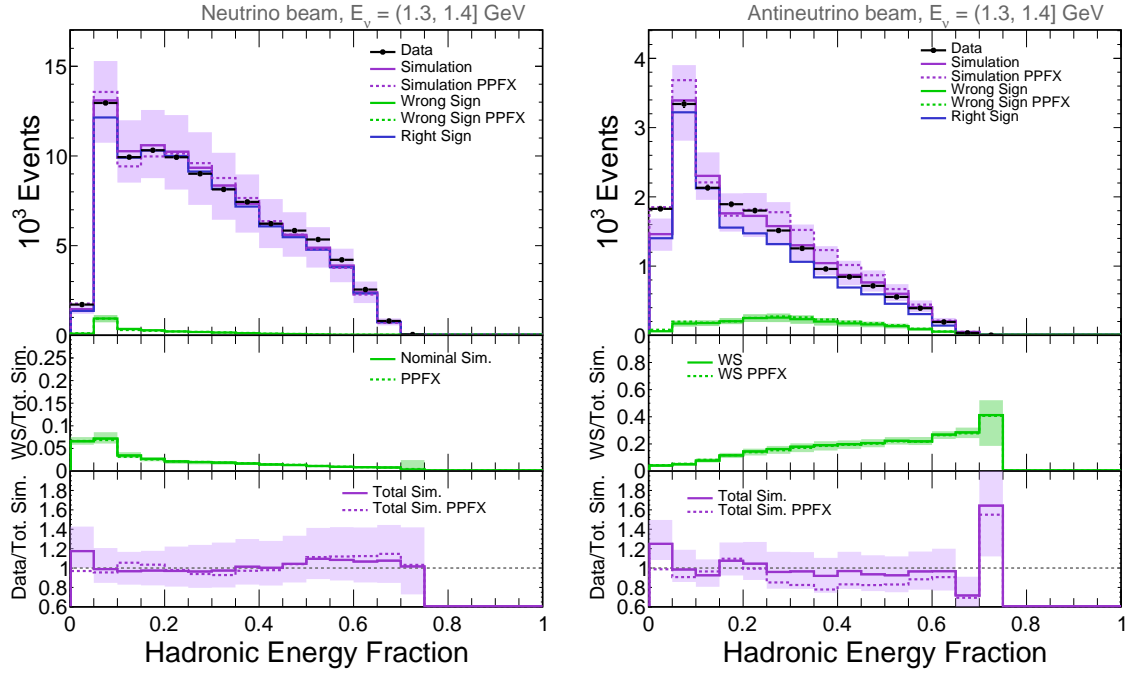 Neutrino beam, Eν = (1.3, 1.4] GeV
10³ Events
15
10
5
0
Data
Simulation
Simulation PPFX
Wrong Sign
Wrong Sign PPFX
Right Sign
WS/Tot. Sim.
0.25
0.2
0.15
0.1
0.05
0
Nominal Sim.
PPFX
Data/Tot. Sim.
1.8
1.6
1.4
1.2
1
0.8
0.6
Total Sim.
Total Sim. PPFX
0 0.2 0.4 0.6 0.8 1
Hadronic Energy Fraction
Antineutrino beam, Eν = (1.3, 1.4] GeV
10³ Events
4
3
2
1
0
Data
Simulation
Simulation PPFX
Wrong Sign
Wrong Sign PPFX
Right Sign
WS/Tot. Sim.
0.8
0.6
0.4
0.2
0
WS
WS PPFX
Data/Tot. Sim.
1.8
1.6
1.4
1.2
1
0.8
0.6
Total Sim.
Total Sim. PPFX
0 0.2 0.4 0.6 0.8 1
Hadronic Energy Fraction